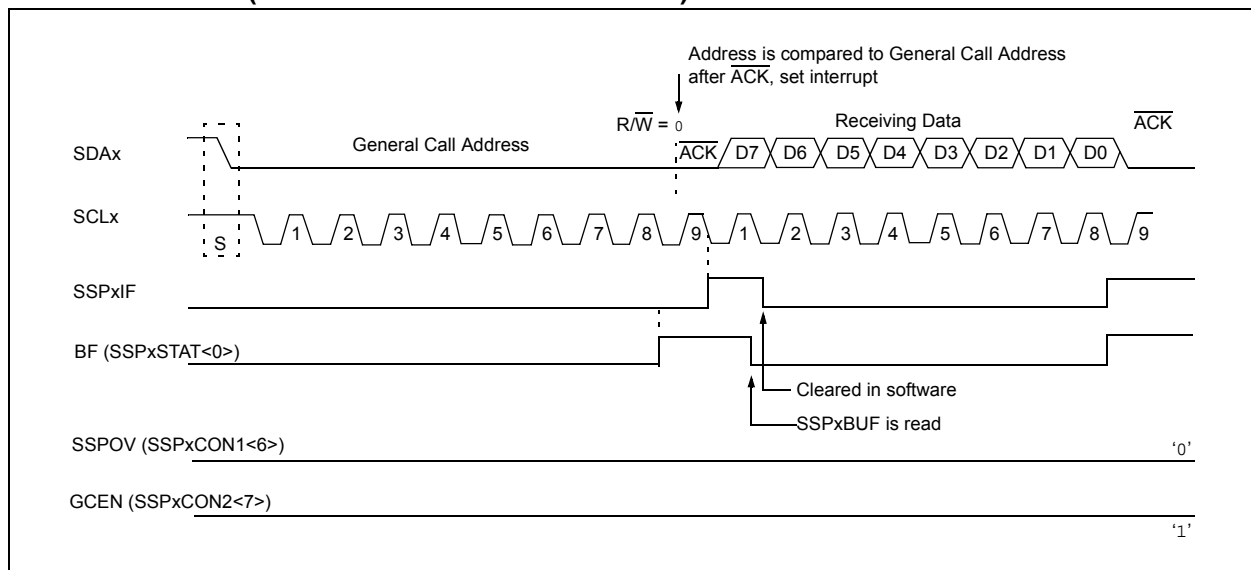 Address is compared to General Call Address
after ACK, set interrupt
R/W = 0
Receiving Data
ACK
SDAx
General Call Address
ACK
D7 D6 D5 D4 D3 D2 D1 D0
SCLx
S
1 2 3 4 5 6 7 8 9 1 2 3 4 5 6 7 8 9
SSPxIF
BF (SSPxSTAT<0>)
Cleared in software
SSPxBUF is read
SSPOV (SSPxCON1<6>)
‘0’
GCEN (SSPxCON2<7>)
‘1’